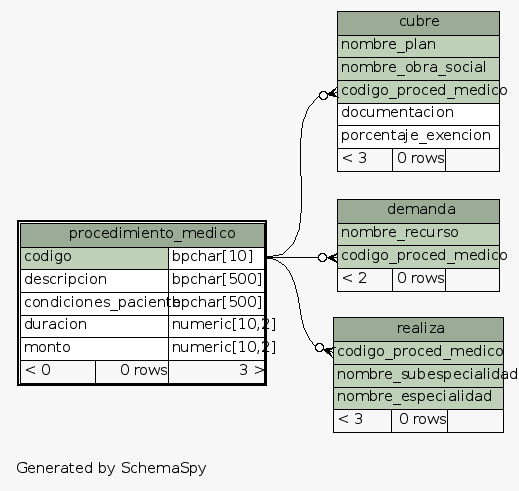 cubre
nombre_plan
nombre_obra_social
codigo_proced_medico
documentacion
porcentaje_exencion
< 3 0 rows
demanda
nombre_recurso
codigo_proced_medico
< 2 0 rows
procedimiento_medico
codigo bpchar[10]
descripcion bpchar[500]
condiciones_paciente bpchar[500]
duracion numeric[10,2]
monto numeric[10,2]
< 0 0 rows 3 >
realiza
codigo_proced_medico
nombre_subespecialidad
nombre_especialidad
< 3 0 rows
Generated by SchemaSpy